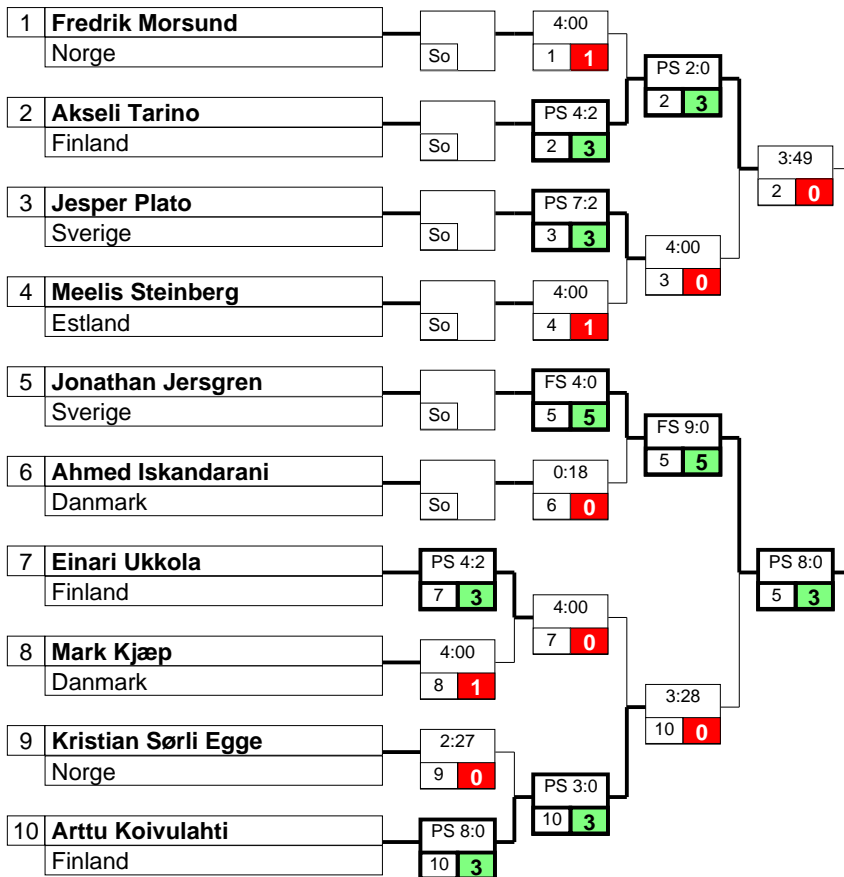 1 Fredrik Morsund
Norge
So
4:00
1 1
PS 2:0
2 3
2 Akseli Tarino
Finland
So
PS 4:2
2 3
3:49
2 0
3 Jesper Plato
Sverige
So
PS 7:2
3 3
4:00
3 0
4 Meelis Steinberg
Estland
So
4:00
4 1
5 Jonathan Jersgren
Sverige
So
FS 4:0
5 5
FS 9:0
5 5
6 Ahmed Iskandarani
Danmark
So
0:18
6 0
7 Einari Ukkola
Finland
PS 4:2
7 3
PS 8:0
5 3
4:00
7 0
8 Mark Kjæp
Danmark
4:00
8 1
3:28
10 0
9 Kristian Sørli Egge
Norge
2:27
9 0
PS 3:0
10 3
10 Arttu Koivulahti
Finland
PS 8:0
10 3